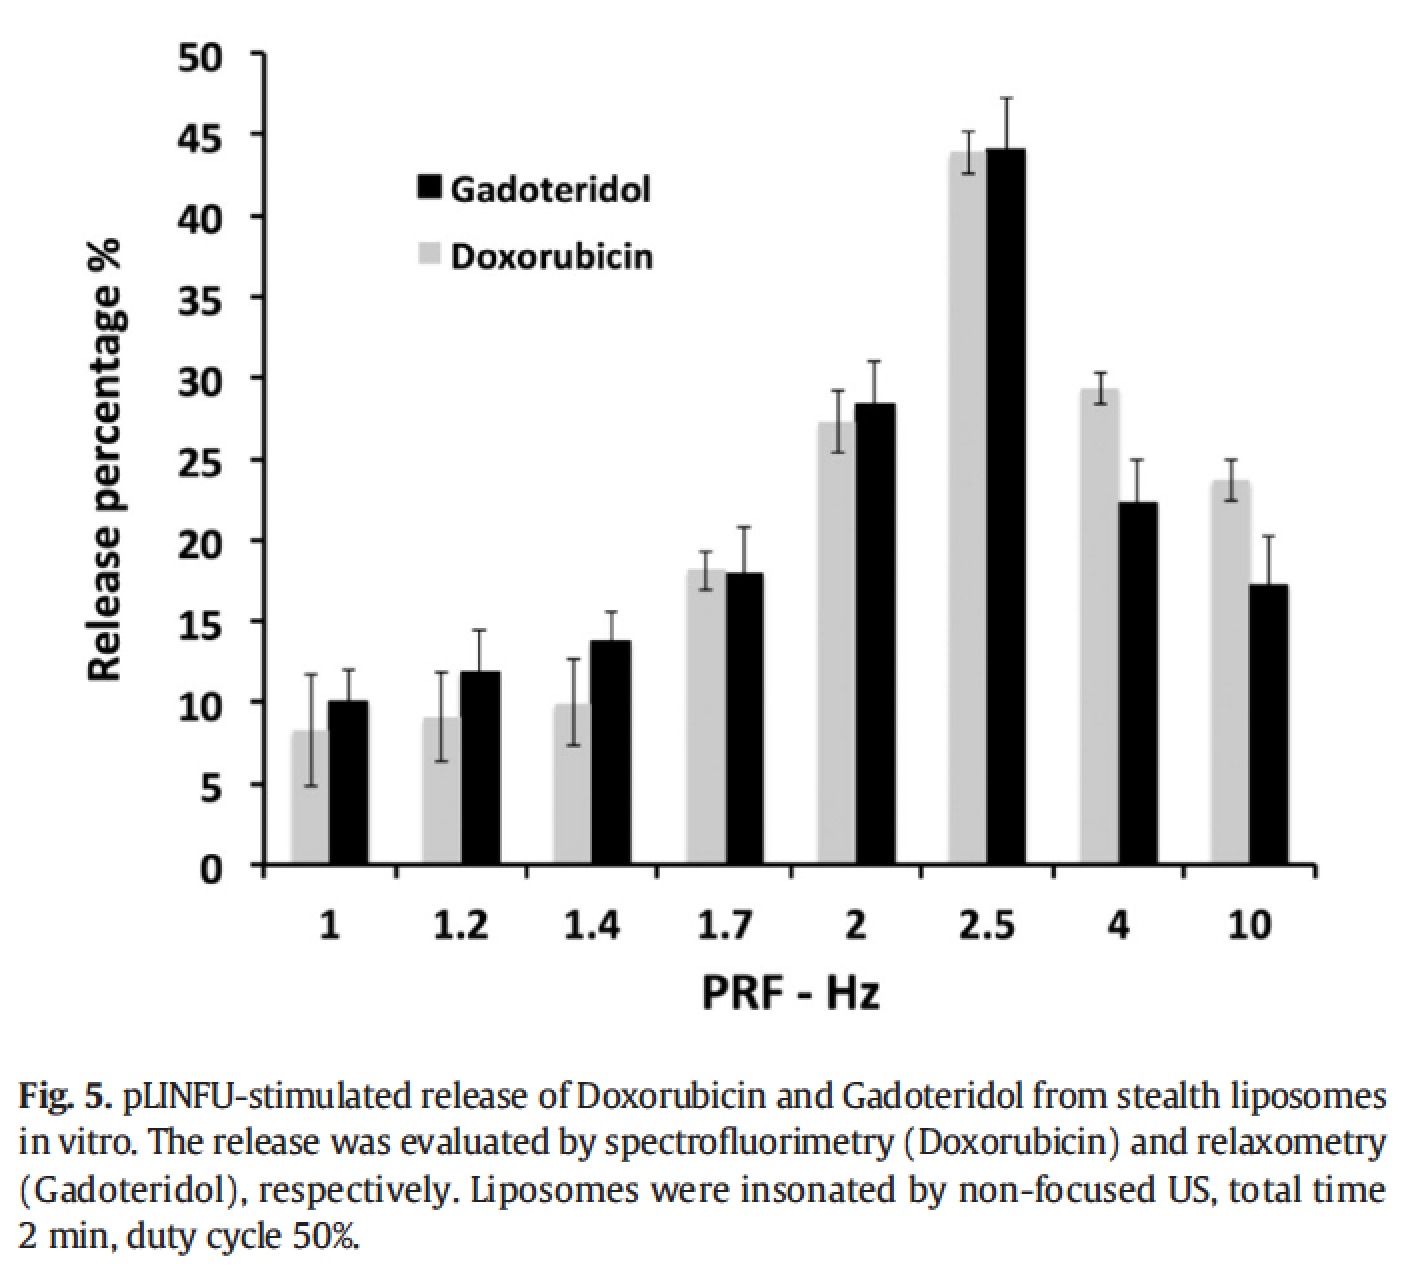 50
45
40
35
30
25
20
15
10
5
0
Release percentage %
Gadoteridol
Doxorubicin
1 1.2 1.4 1.7 2 2.5 4 10
PRF - Hz
Fig. 5. pLINFU-stimulated release of Doxorubicin and Gadoteridol from stealth liposomes
in vitro. The release was evaluated by spectrofluorimetry (Doxorubicin) and relaxometry
(Gadoteridol), respectively. Liposomes were insonated by non-focused US, total time
2 min, duty cycle 50%.